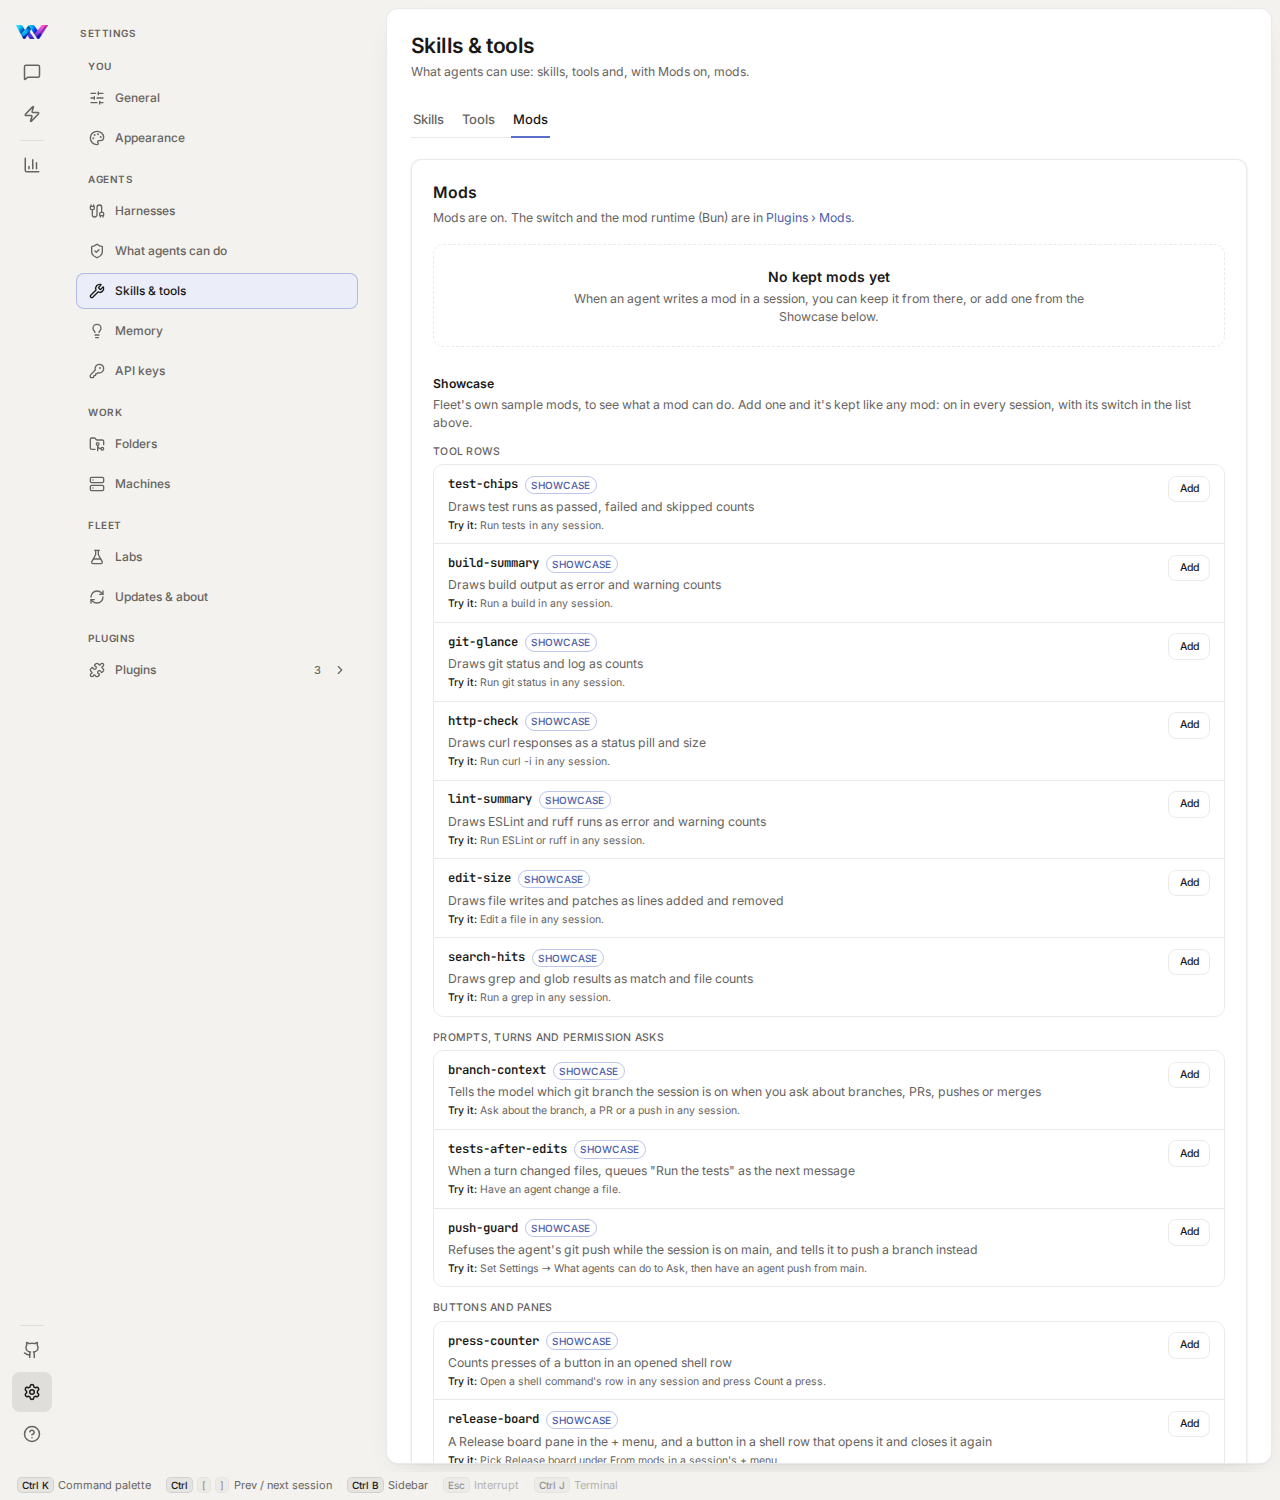 SETTINGS
YOU
General
Appearance
AGENTS
Harnesses
What agents can do
Skills & tools
Memory
API keys
WORK
Folders
Machines
FLEET
Labs
Updates & about
PLUGINS
Plugins 3
Skills & tools
What agents can use: skills, tools and, with Mods on, mods.
Skills Tools Mods
Mods
Mods are on. The switch and the mod runtime (Bun) are in Plugins › Mods.
No kept mods yet
When an agent writes a mod in a session, you can keep it from there, or add one from the
Showcase below.
Showcase
Fleet's own sample mods, to see what a mod can do. Add one and it's kept like any mod: on in every session, with its switch in the list
above.
TOOL ROWS
test-chips SHOWCASE Add
Draws test runs as passed, failed and skipped counts
Try it: Run tests in any session.
build-summary SHOWCASE Add
Draws build output as error and warning counts
Try it: Run a build in any session.
git-glance SHOWCASE Add
Draws git status and log as counts
Try it: Run git status in any session.
http-check SHOWCASE Add
Draws curl responses as a status pill and size
Try it: Run curl -i in any session.
lint-summary SHOWCASE Add
Draws ESLint and ruff runs as error and warning counts
Try it: Run ESLint or ruff in any session.
edit-size SHOWCASE Add
Draws file writes and patches as lines added and removed
Try it: Edit a file in any session.
search-hits SHOWCASE Add
Draws grep and glob results as match and file counts
Try it: Run a grep in any session.
PROMPTS, TURNS AND PERMISSION ASKS
branch-context SHOWCASE Add
Tells the model which git branch the session is on when you ask about branches, PRs, pushes or merges
Try it: Ask about the branch, a PR or a push in any session.
tests-after-edits SHOWCASE Add
When a turn changed files, queues "Run the tests" as the next message
Try it: Have an agent change a file.
push-guard SHOWCASE Add
Refuses the agent's git push while the session is on main, and tells it to push a branch instead
Try it: Set Settings → What agents can do to Ask, then have an agent push from main.
BUTTONS AND PANES
press-counter SHOWCASE Add
Counts presses of a button in an opened shell row
Try it: Open a shell command's row in any session and press Count a press.
release-board SHOWCASE Add
A Release board pane in the + menu, and a button in a shell row that opens it and closes it again
Try it: Pick Release board under From mods in a session's + menu
Ctrl K Command palette Ctrl [ ] Prev / next session Ctrl B Sidebar Esc Interrupt Ctrl J Terminal